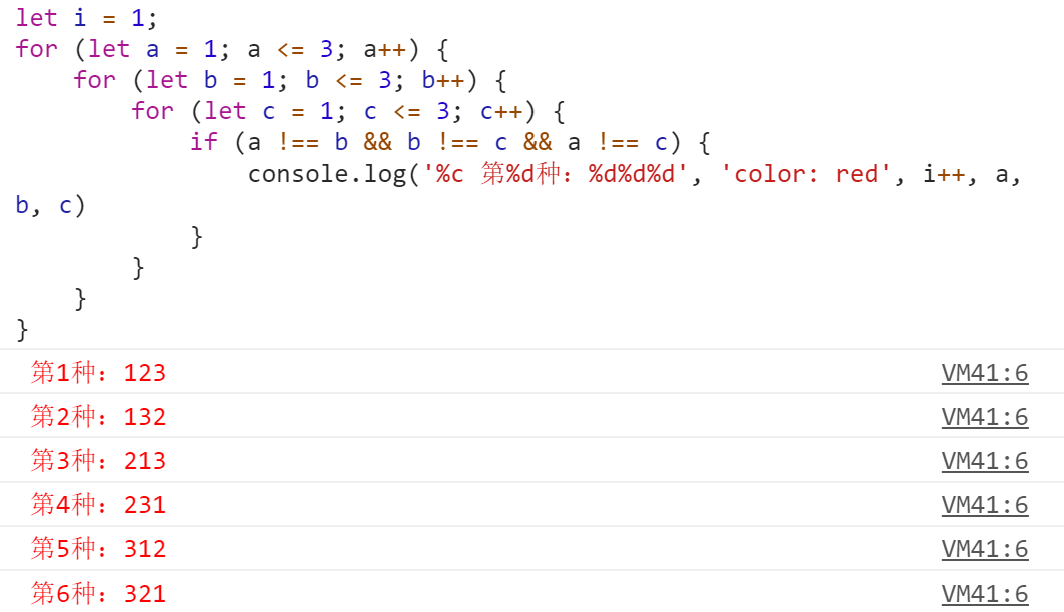 let i = 1;
for (let a = 1; a <= 3; a++) {
    for (let b = 1; b <= 3; b++) {
        for (let c = 1; c <= 3; c++) {
            if (a !== b && b !== c && a !== c) {
                console.log('%c 第%d种：%d%d%d', 'color: red', i++, a,
b, c)
            }
        }
    }
}
第1种：123 VM41:6
第2种：132 VM41:6
第3种：213 VM41:6
第4种：231 VM41:6
第5种：312 VM41:6
第6种：321 VM41:6